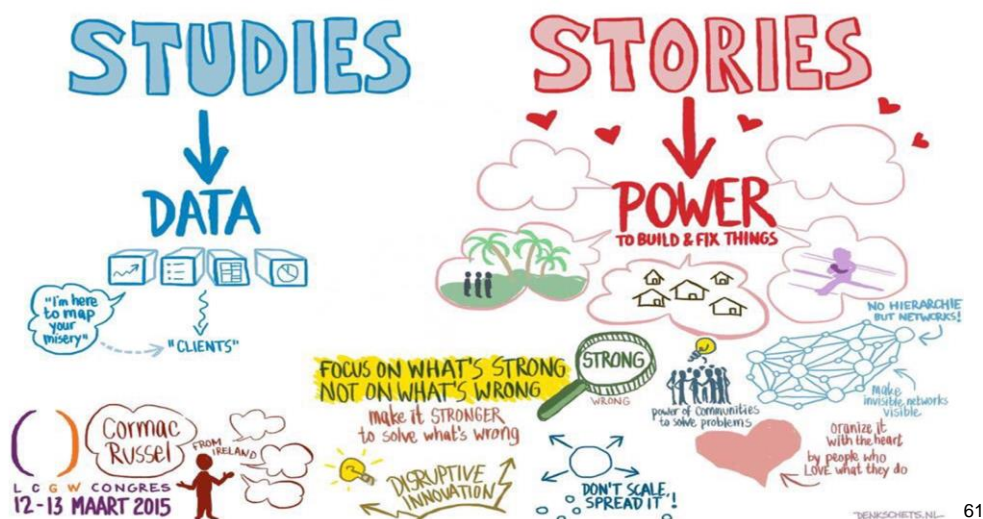 STUDIES
DATA
"I'm here
to map
your
misery"
"CLIENTS"
STORIES
POWER
TO BUILD & FIX THINGS
FOCUS ON WHAT'S STRONG
NOT ON WHAT'S WRONG
make it STRONGER
to solve what's wrong
STRONG
WRONG
power of communities
to solve problems
NO HIERARCHIE
BUT NETWORKS!
make
invisible networks
visible
Oranize it
with the heart
by people who
LOVE what they do
Cormac
Russel
FROM
IRELAND
LCGW CONGRES
12-13 MAART 2015
DISRUPTIVE
INNOVATION
DON'T SCALE,
SPREAD IT!
DENKSCHETS.NL
61